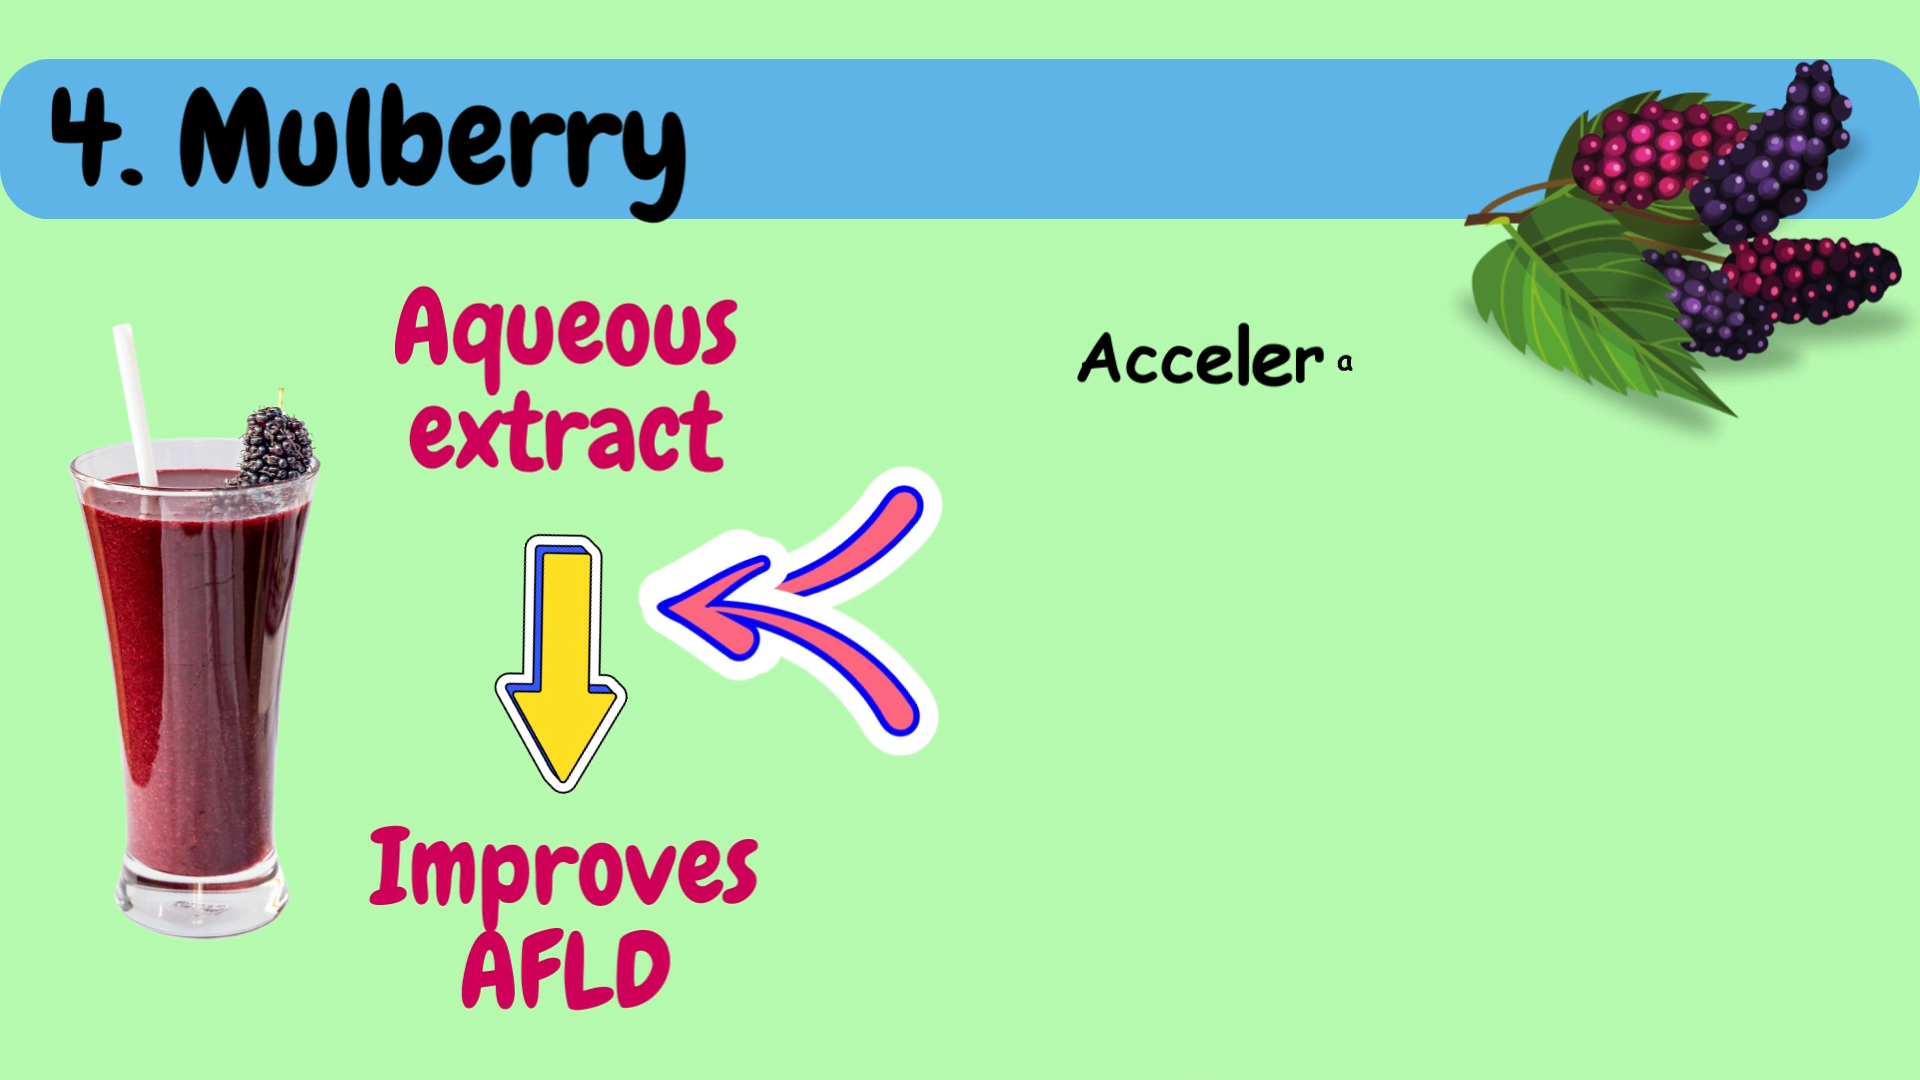 4. Mulberry
Aqueous
extract
Acceler a
Improves
AFLD